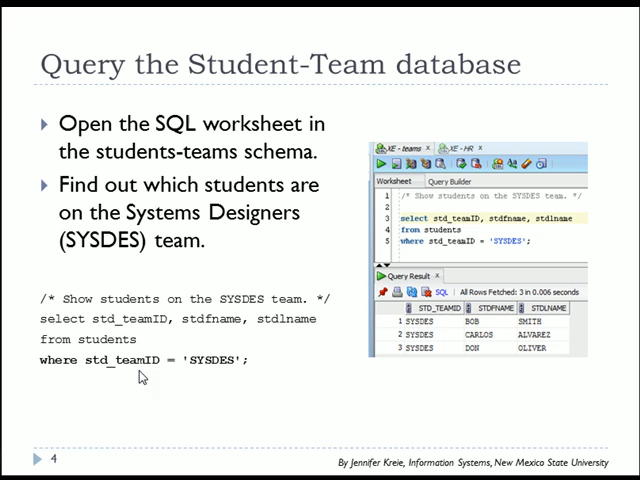 Query the Student-Team database
Open the SQL worksheet in
the students-teams schema.
Find out which students are
on the Systems Designers
(SYSDES) team.
/* Show students on the SYSDES team. */
select std_teamID, stdfname, stdlname
from students
where std_teamID = 'SYSDES';
XE - teams x XE - HR x
SQL Worksheet
Worksheet Query Builder
1 /* Show students on the SYSDES team. */
2
3 select std_teamID, stdfname, stdlname
4 from students
5 where std_teamID = 'SYSDES';
Query Result x
SQL | All Rows Fetched: 3 in 0.006 seconds
STD_TEAMID STDFNAME STDLNAME
1 SYSDES BOB SMITH
2 SYSDES CARLOS ALVAREZ
3 SYSDES DON OLIVER
4
By Jennifer Kreie, Information Systems, New Mexico State University